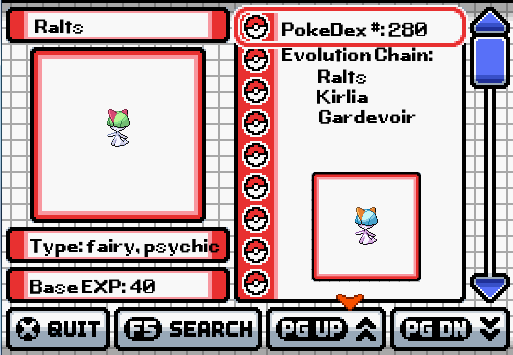 Ralts
PokeDex #: 280
Evolution Chain:
Ralts
Kirlia
Gardevoir
Type: fairy, psychic
Base EXP: 40
X QUIT
F5 SEARCH
PG UP
PG DN